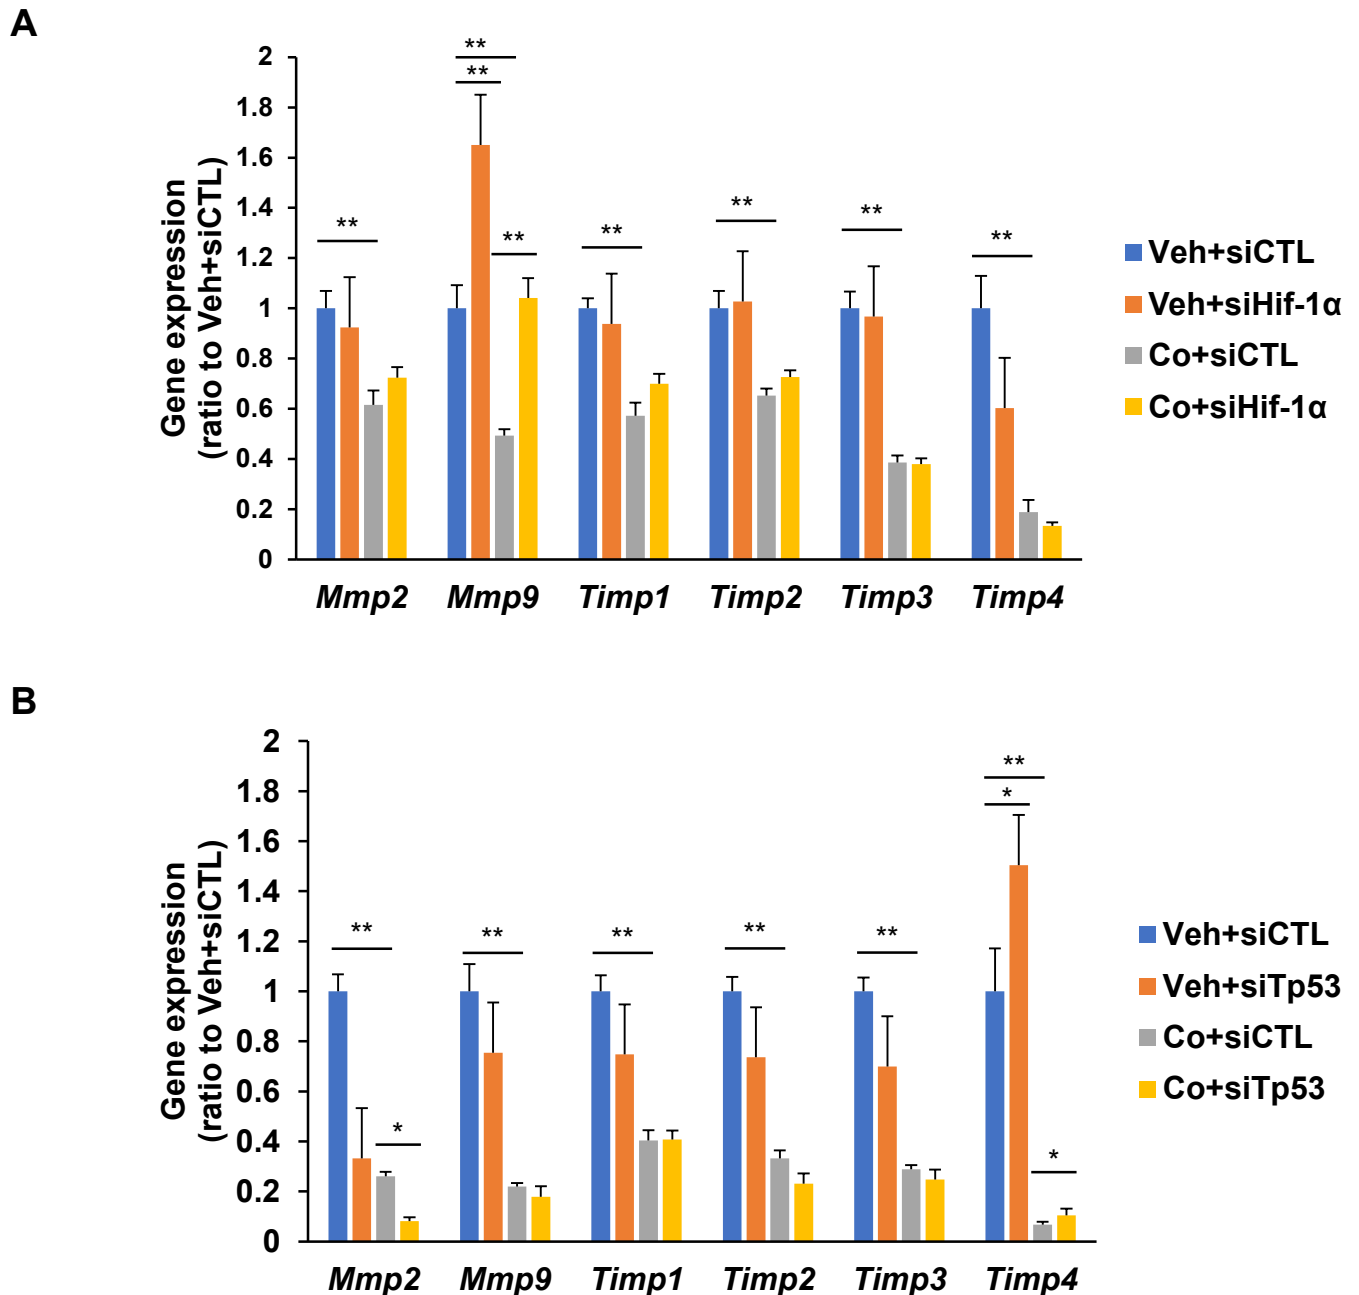 A
Gene expression
(ratio to Veh+siCTL)
2
1.8
1.6
1.4
1.2
1
0.8
0.6
0.4
0.2
0
**
**
**
**
**
**
**
**
Mmp2
Mmp9
Timp1
Timp2
Timp3
Timp4
Veh+siCTL
Veh+siHif-1α
Co+siCTL
Co+siHif-1α
B
Gene expression
(ratio to Veh+siCTL)
2
1.8
1.6
1.4
1.2
1
0.8
0.6
0.4
0.2
0
**
*
**
**
**
**
**
*
*
Mmp2
Mmp9
Timp1
Timp2
Timp3
Timp4
Veh+siCTL
Veh+siTp53
Co+siCTL
Co+siTp53